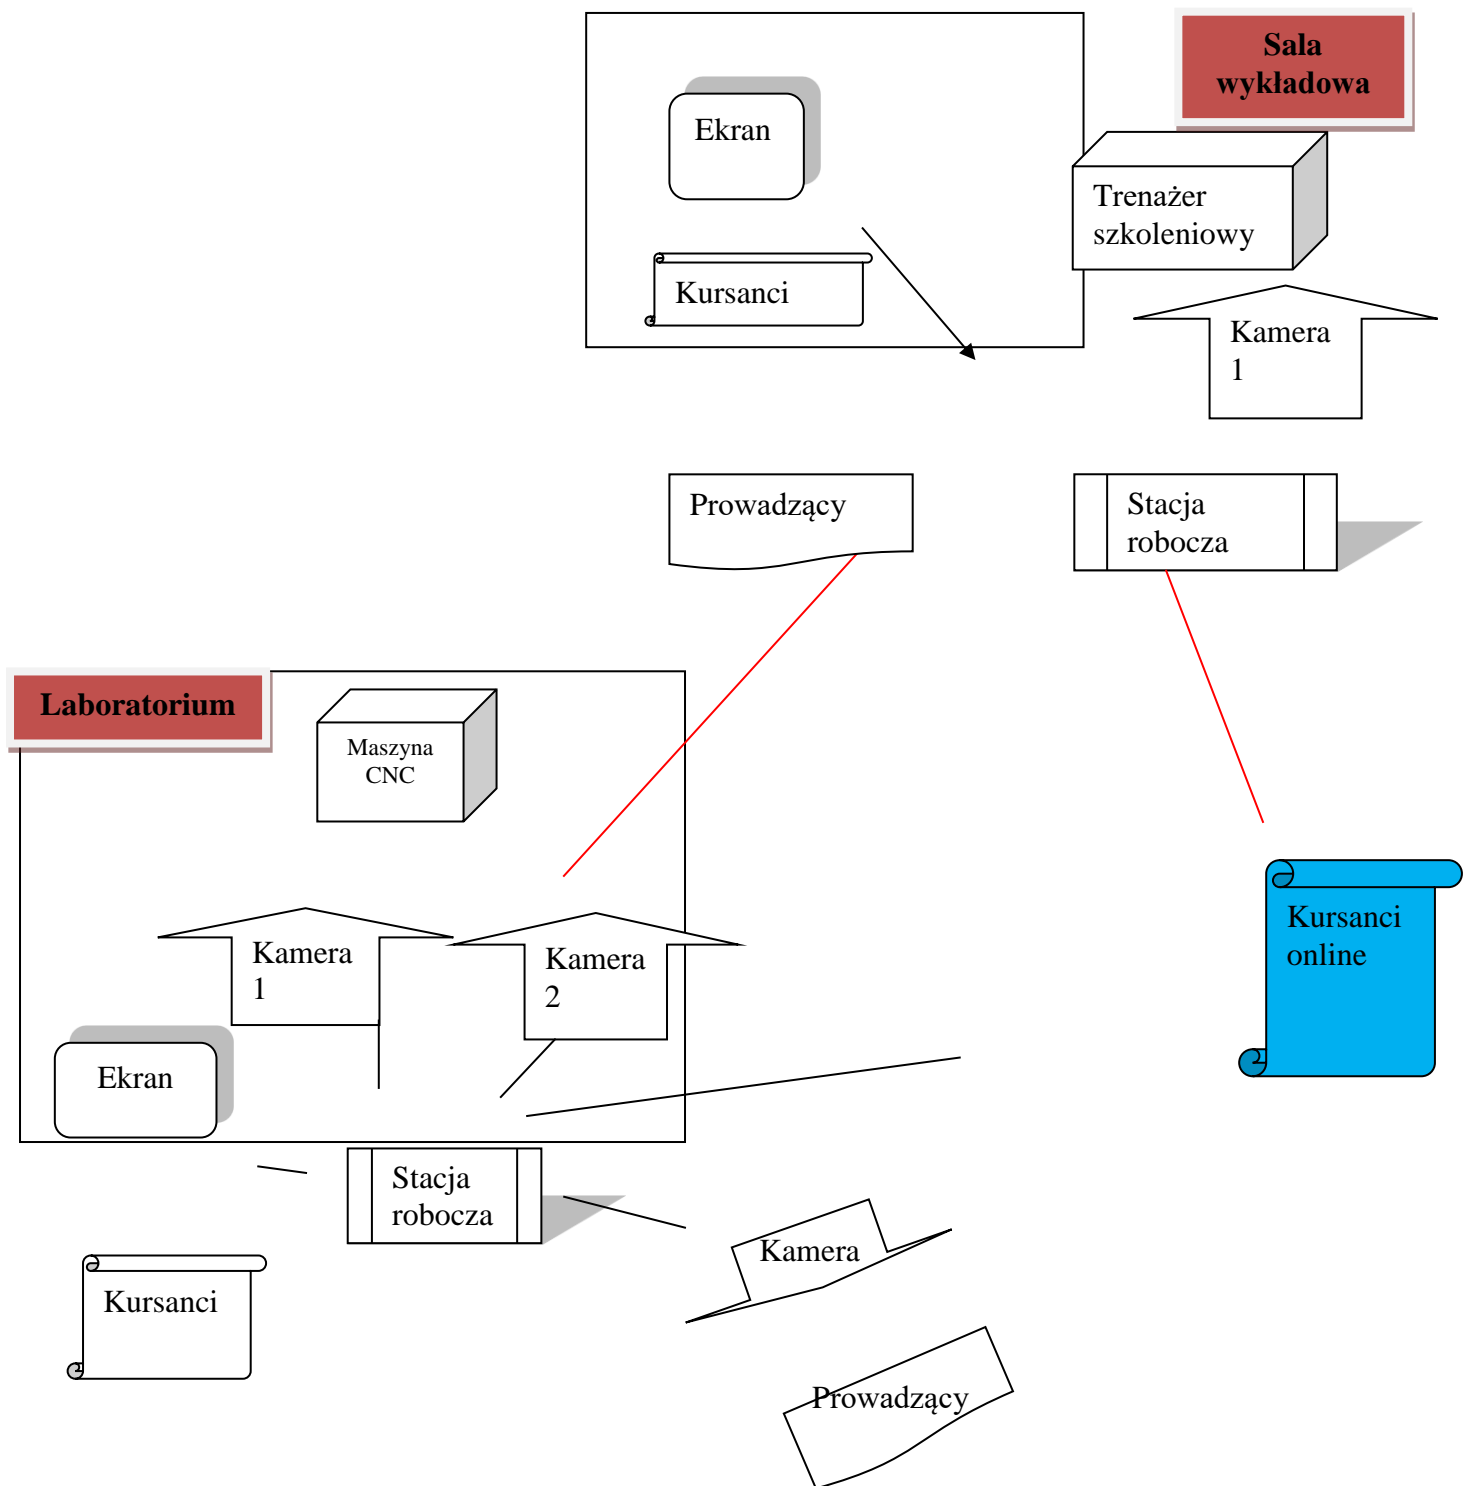 Sala
wykładowa
Ekran
Trenażer
szkoleniowy
Kursanci
Kamera
1
Prowadzący
Stacja
robocza
Laboratorium
Maszyna
CNC
Kursanci
online
Kamera
1
Kamera
2
Ekran
Stacja
robocza
Kamera
Kursanci
Prowadzący